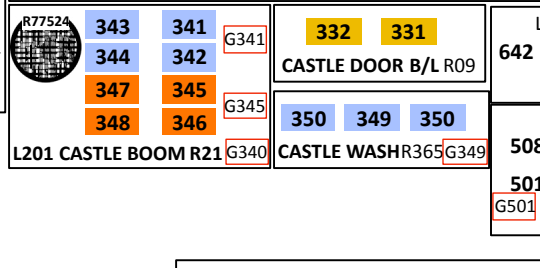 R77524
343 341
G341
344 342
347 345
G345
348 346
L201 CASTLE BOOM R21 G340
332 331
CASTLE DOOR B/L R09
350 349 350
CASTLE WASH R365 G349
L
642
508
501
G501